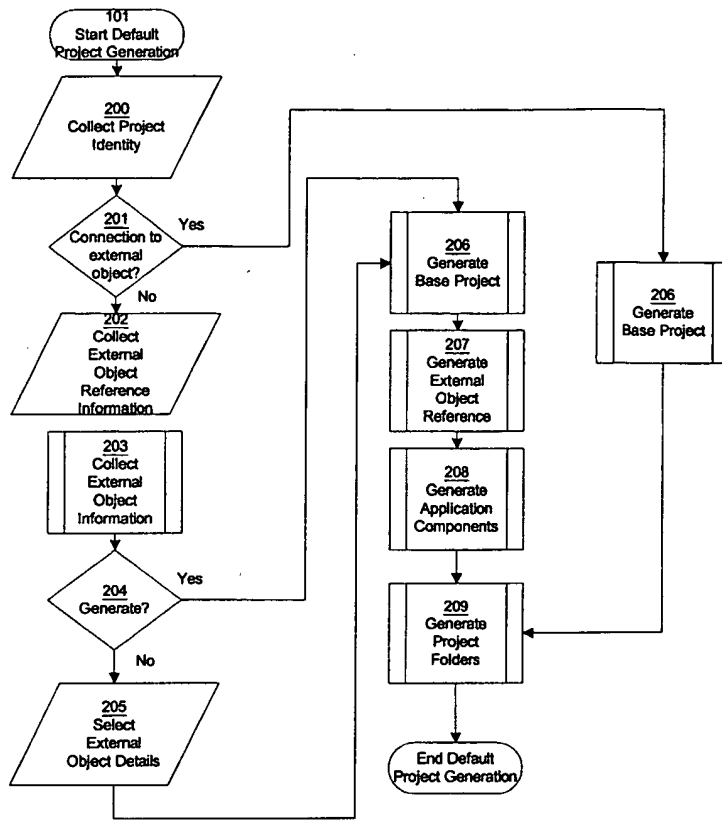 101
Start Default
Project Generation
200
Collect Project
Identity
201
Connection to
external
object?
Yes
No
202
Collect
External
Object
Reference
Information
203
Collect
External
Object
Information
204
Generate?
Yes
No
205
Select
External
Object Details
206
Generate
Base Project
207
Generate
External
Object
Reference
208
Generate
Application
Components
209
Generate
Project
Folders
End Default
Project Generation
206
Generate
Base Project